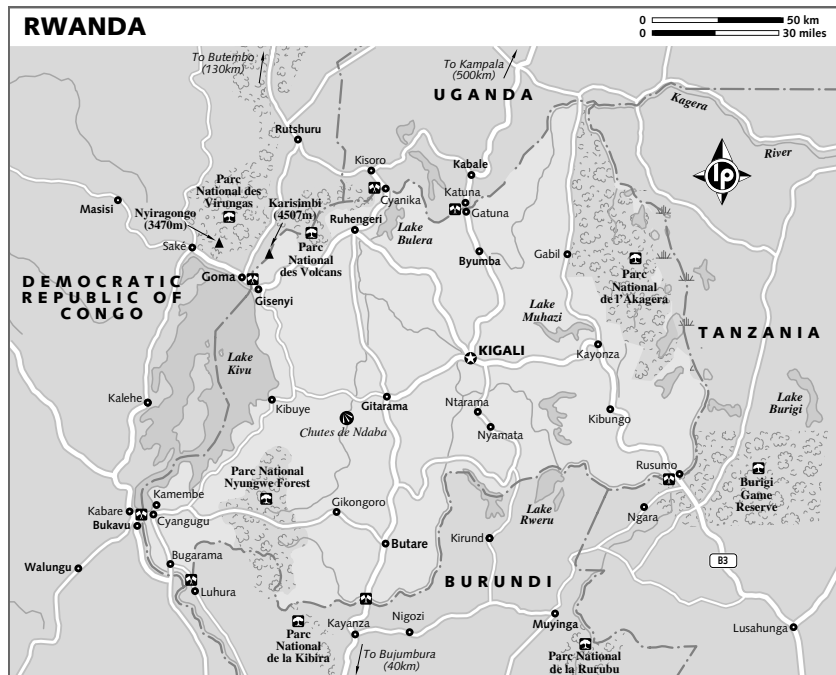 RWANDA
0 50 km
0 30 miles
To Butembo
(130km)
To Kampala
(500km)
UGANDA
Kagera
River
lp
Rutshuru
Kisoro
Kabale
Parc
National des
Virungas
Karisimbi
(4507m)
Cyanika
Katuna
Gatuna
Masisi
Nyiragongo
(3470m)
Ruhengeri
Lake
Bulera
Saké
Parc
National
des Volcans
Byumba
Gabil
Parc
National
de l'Akagera
Goma
Gisenyi
DEMOCRATIC
REPUBLIC OF
CONGO
Lake
Muhazi
TANZANIA
Lake
Kivu
KIGALI
Kayonza
Kalehe
Kibuye
Gitarama
Chutes de Ndaba
Ntarama
Nyamata
Kibungo
Lake
Burigi
Parc National
Nyungwe Forest
Rusumo
Burigi
Game
Reserve
Kamembe
Kabare
Cyangugu
Bukavu
Gikongoro
Lake
Rweru
Ngara
Butare
Kirund
Bugarama
Walungu
Luhura
BURUNDI
B3
Parc
National
de la Kibira
Kayanza
Nigozi
Muyinga
Lusahunga
To Bujumbura
(40km)
Parc National
de la Rurubu